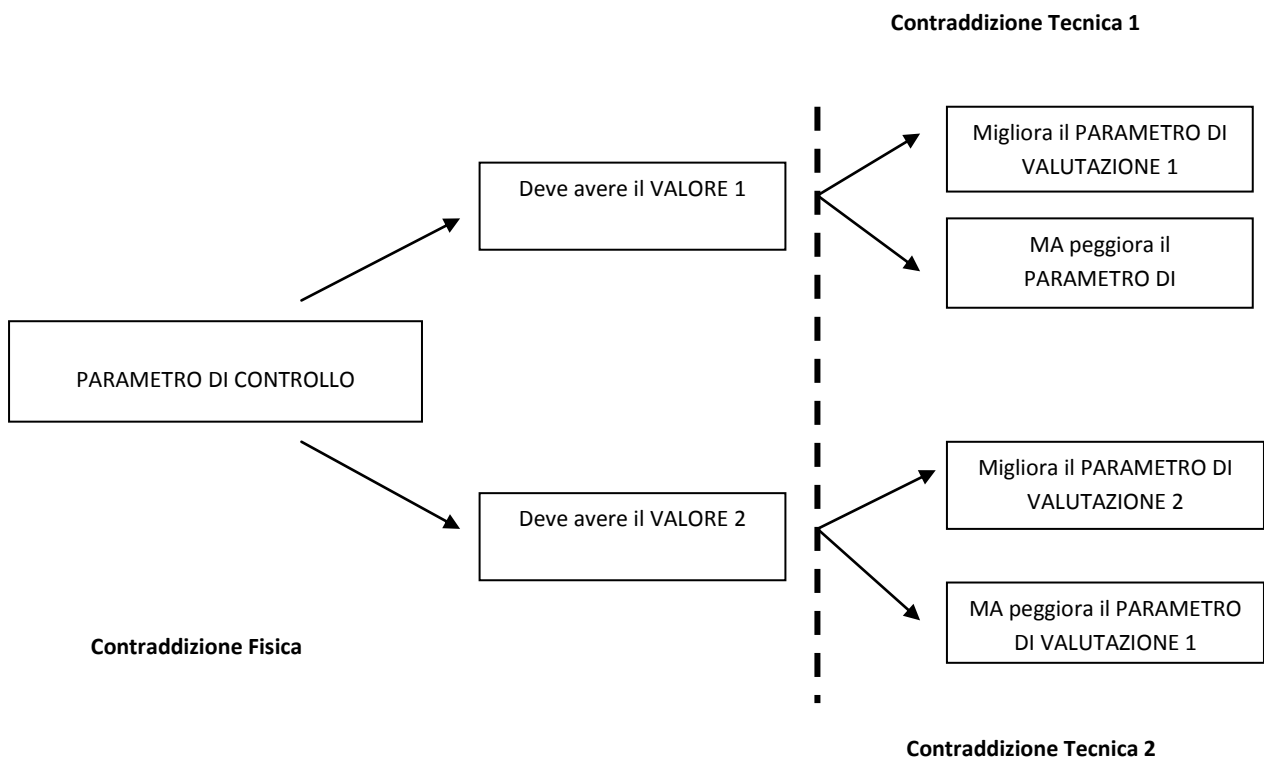 Contraddizione Tecnica 1
Migliora il PARAMETRO DI
VALUTAZIONE 1
Deve avere il VALORE 1
MA peggiora il
PARAMETRO DI
PARAMETRO DI CONTROLLO
Migliora il PARAMETRO DI
VALUTAZIONE 2
Deve avere il VALORE 2
MA peggiora il PARAMETRO
DI VALUTAZIONE 1
Contraddizione Fisica
Contraddizione Tecnica 2